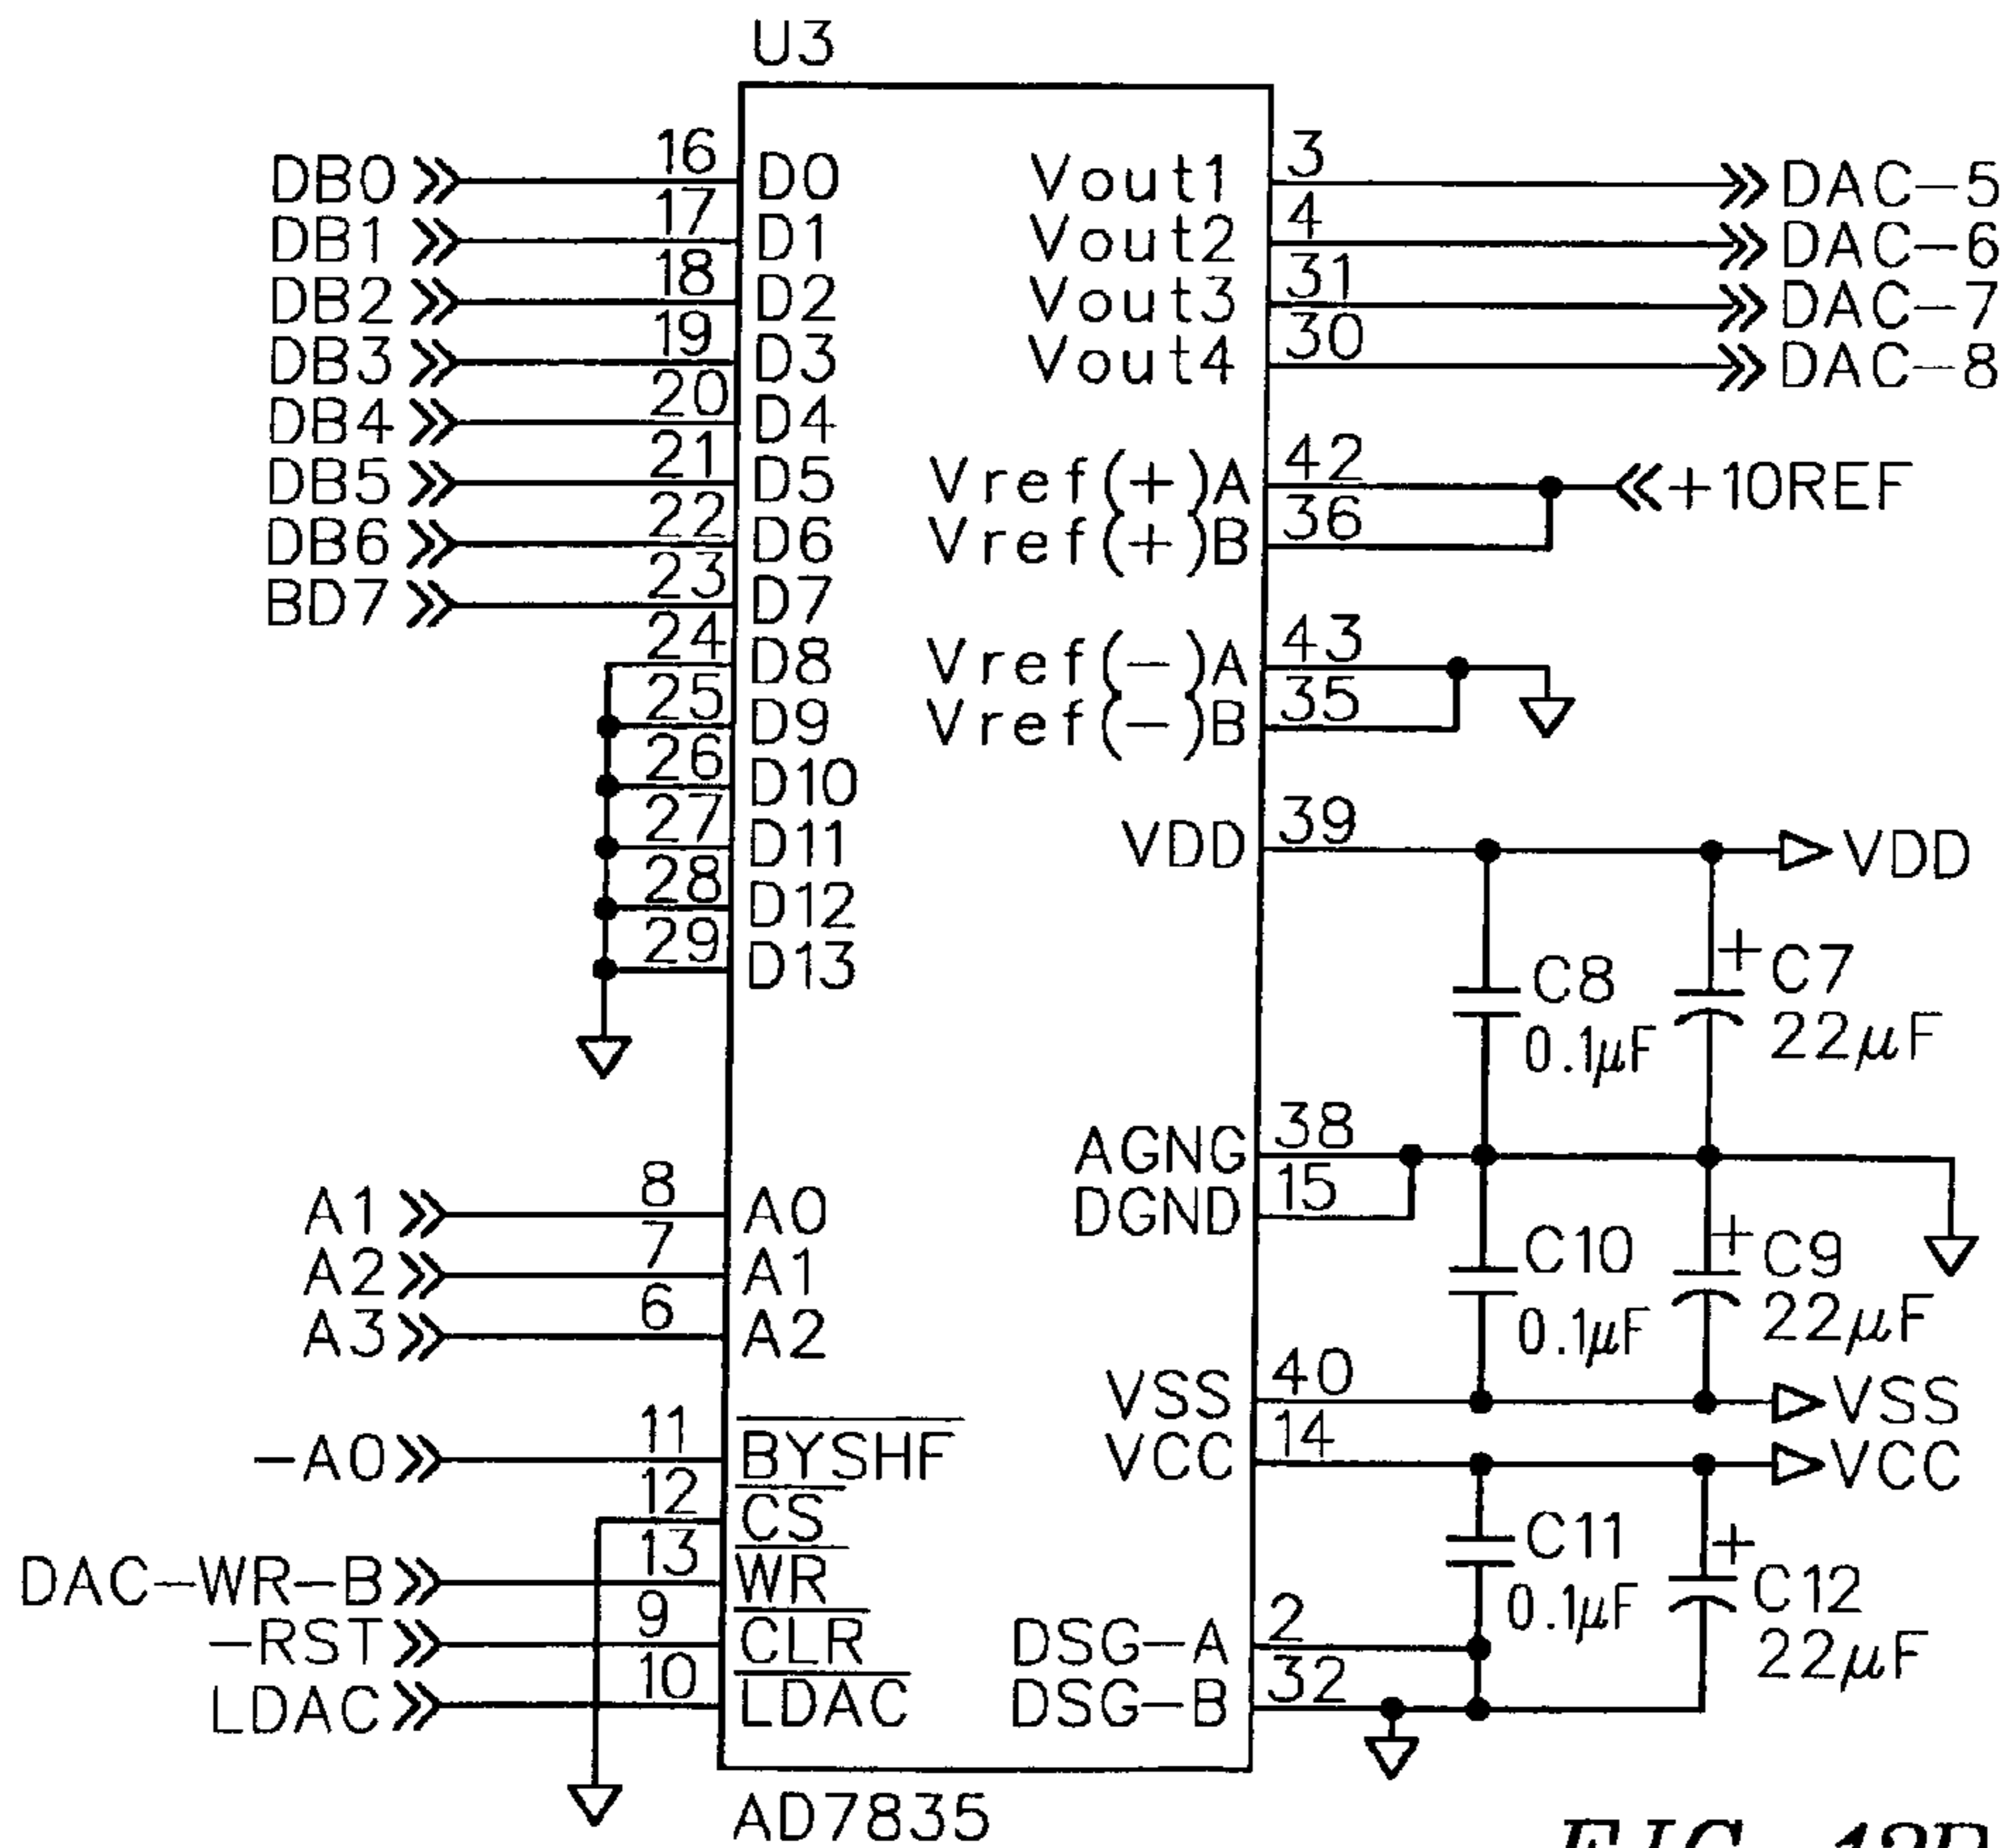 U3
DB0 16 D0 Vout1 3 DAC-5
DB1 17 D1 Vout2 4 DAC-6
DB2 18 D2 Vout3 31 DAC-7
DB3 19 D3 Vout4 30 DAC-8
DB4 20 D4
DB5 21 D5 Vref(+)A 42 +10REF
DB6 22 D6 Vref(+)B 36
BD7 23 D7
24 D8 Vref(-)A 43
25 D9 Vref(-)B 35
26 D10
27 D11 VDD 39 VDD
28 D12
29 D13
C8 0.1μF
+ C7 22μF
AGNG 38
A1 8 A0 DGND 15
A2 7 A1
A3 6 A2
C10 0.1μF
+ C9 22μF
VSS 40 VSS
-A0 11 BYSHF VCC 14 VCC
12 CS
DAC-WR-B 13 WR
C11 0.1μF
+ C12 22μF
-RST 9 CLR DSG-A 2
LDAC 10 LDAC DSG-B 32
AD7835